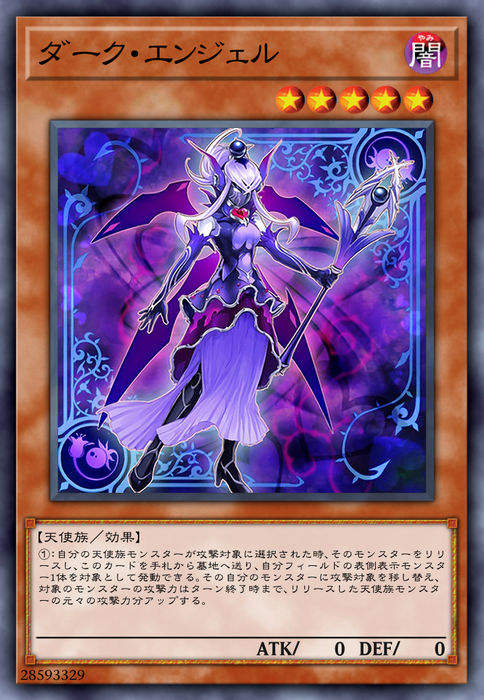 ダーク・エンジェル
やみ
闇
【天使族／効果】
①：自分の天使族モンスターが攻撃対象に選択された時、そのモンスターをリリ
ースし、このカードを手札から墓地へ送り、自分フィールドの表側表示モンスタ
ー1体を対象として発動できる。その自分のモンスターに攻撃対象を移し替え、
対象のモンスターの攻撃力はターン終了時まで、リリースした天使族モンスター
の元々の攻撃力分アップする。
ATK/ 0 DEF/ 0
28593329